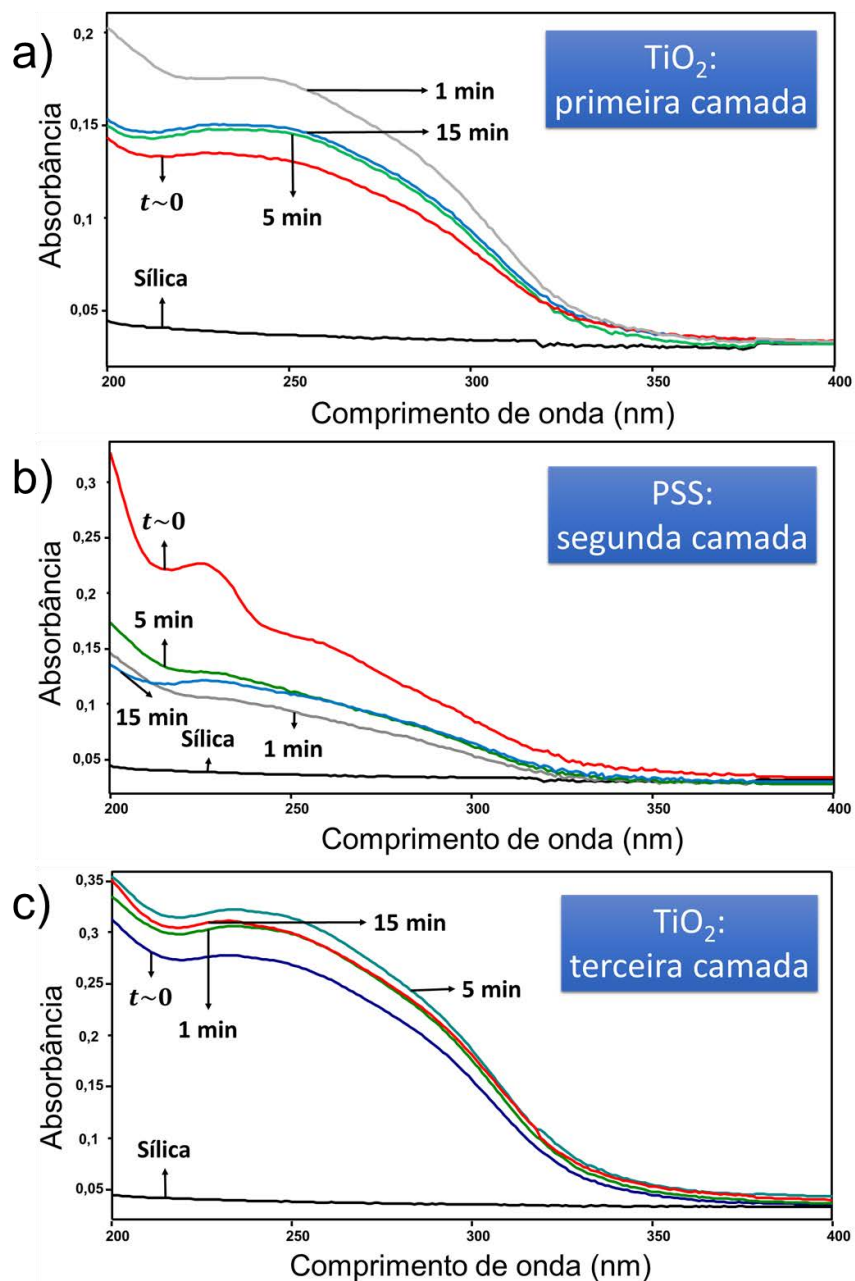 a)
TiO₂:
primeira camada
0,2
0,15
0,1
0,05
Absorbância
1 min
15 min
t~0
5 min
Sílica
200
250
300
350
400
Comprimento de onda (nm)
b)
PSS:
segunda camada
0,3
0,25
0,2
0,15
0,1
0,05
Absorbância
t~0
5 min
15 min
Sílica
1 min
200
250
300
350
400
Comprimento de onda (nm)
c)
TiO₂:
terceira camada
0,35
0,3
0,25
0,2
0,15
0,1
0,05
Absorbância
15 min
5 min
t~0
1 min
Sílica
200
250
300
350
400
Comprimento de onda (nm)